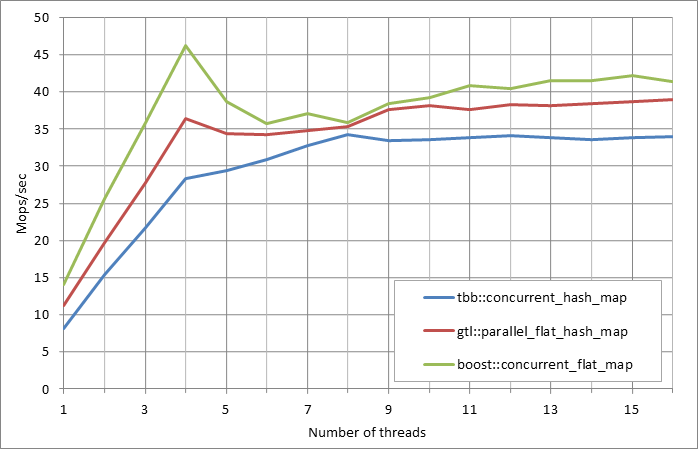 50
45
40
35
30
25
20
15
10
5
0
Mops/sec
tbb::concurrent_hash_map
gtl::parallel_flat_hash_map
boost::concurrent_flat_map
1 3 5 7 9 11 13 15
Number of threads